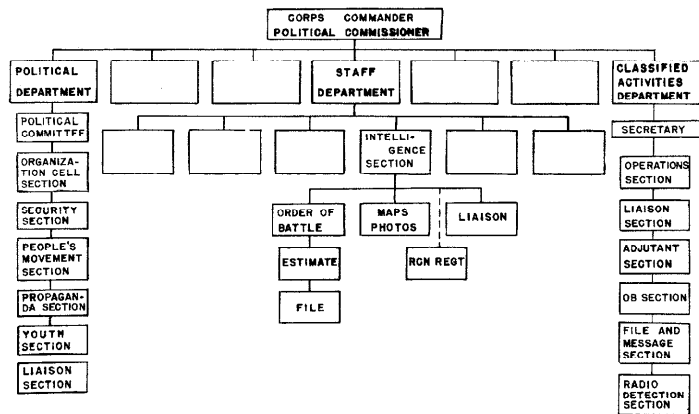 CORPS COMMANDER
POLITICAL COMMISSIONER
POLITICAL
DEPARTMENT
STAFF
DEPARTMENT
CLASSIFIED
ACTIVITIES
DEPARTMENT
POLITICAL
COMMITTEE
ORGANIZA-
TION CELL
SECTION
SECURITY
SECTION
PEOPLE'S
MOVEMENT
SECTION
PROPAGAN-
DA SECTION
YOUTH
SECTION
LIAISON
SECTION
INTELLI-
GENCE
SECTION
ORDER OF
BATTLE
MAPS
PHOTOS
LIAISON
ESTIMATE
RCN REGT
FILE
SECRETARY
OPERATIONS
SECTION
LIAISON
SECTION
ADJUTANT
SECTION
OB SECTION
FILE AND
MESSAGE
SECTION
RADIO
DETECTION
SECTION